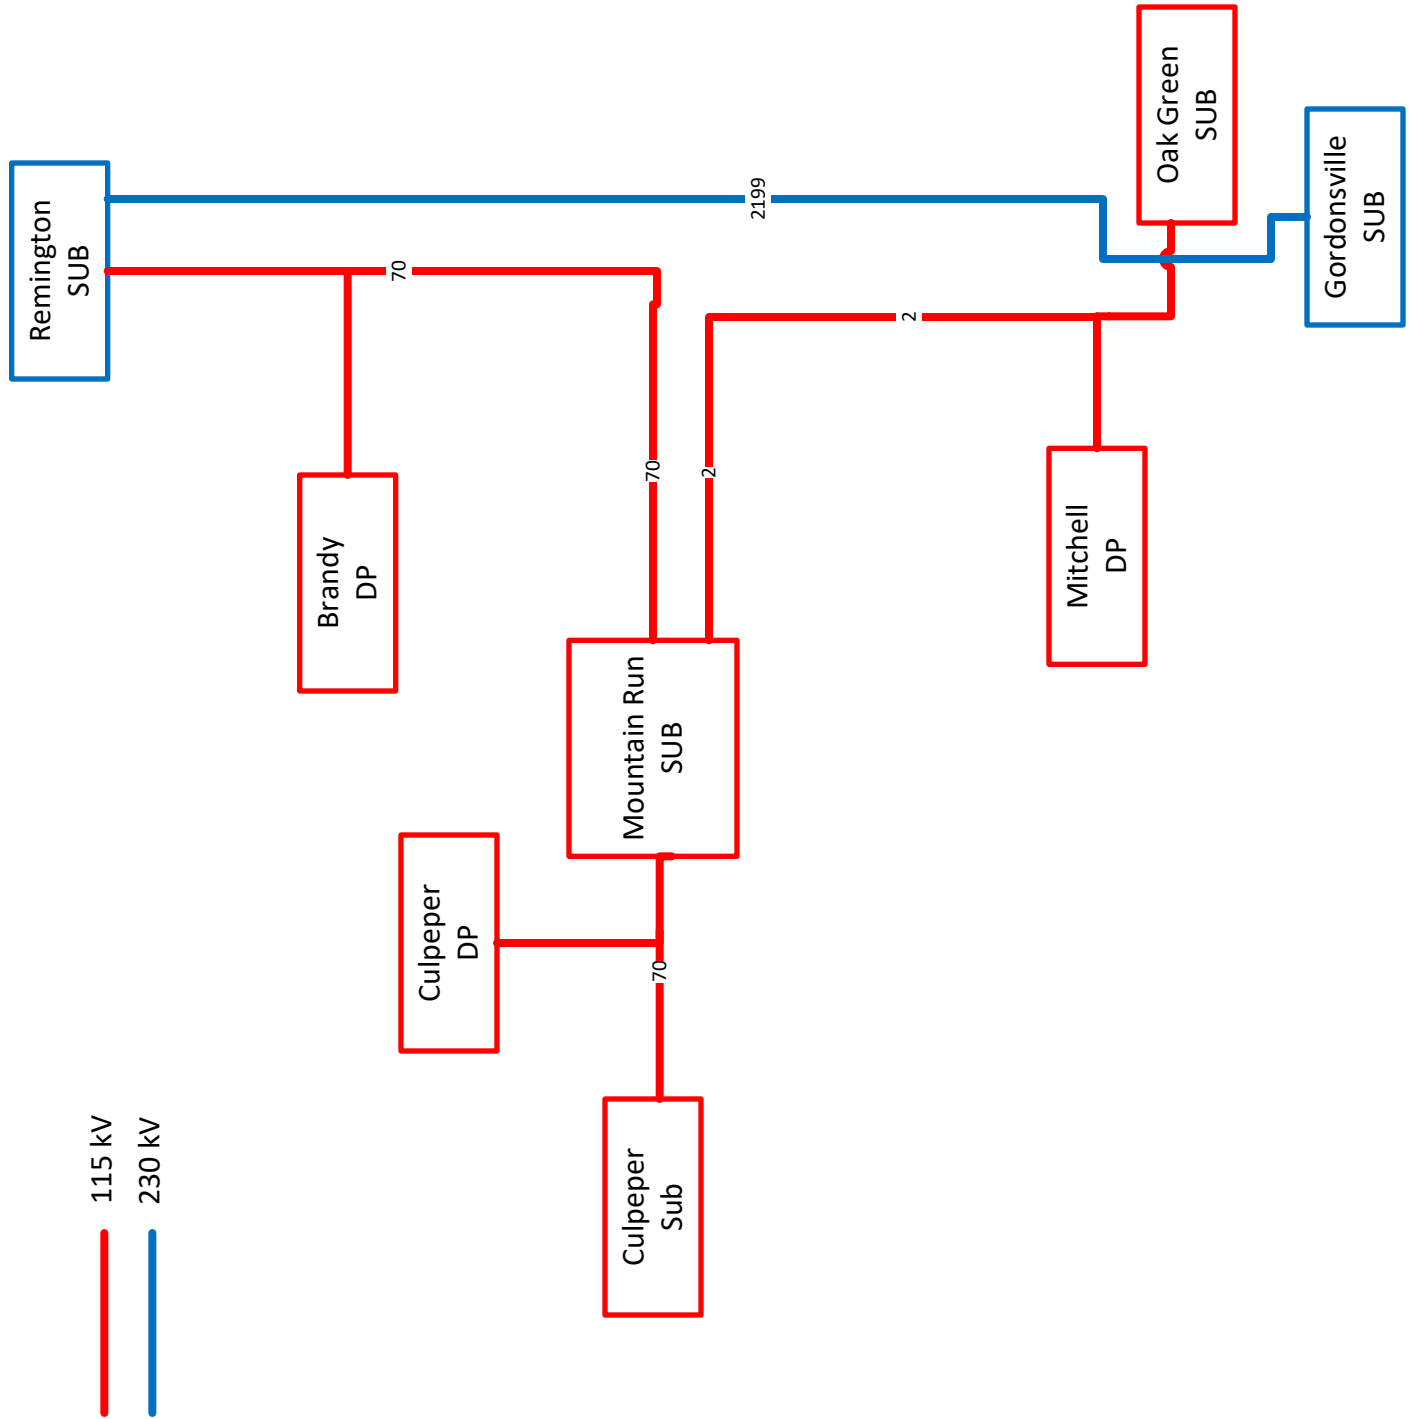 115 kV
230 kV
Remington
SUB
Brandy
DP
Culpeper
DP
Culpeper
Sub
Mountain Run
SUB
Mitchell
DP
Oak Green
SUB
Gordonsville
SUB
70
70
70
2
2
2199